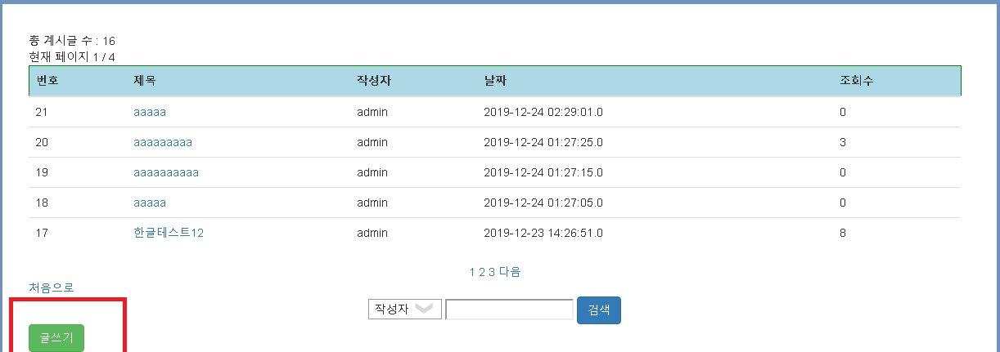 총 게시글 수 : 16
현재 페이지 1 / 4
번호 제목 작성자 날짜 조회수
21 aaaaa admin 2019-12-24 02:29:01.0 0
20 aaaaaaaaa admin 2019-12-24 01:27:25.0 3
19 aaaaaaaaaa admin 2019-12-24 01:27:15.0 0
18 aaaaa admin 2019-12-24 01:27:05.0 0
17 한글테스트12 admin 2019-12-23 14:26:51.0 8
1 2 3 다음
처음으로
작성자 검색
글쓰기